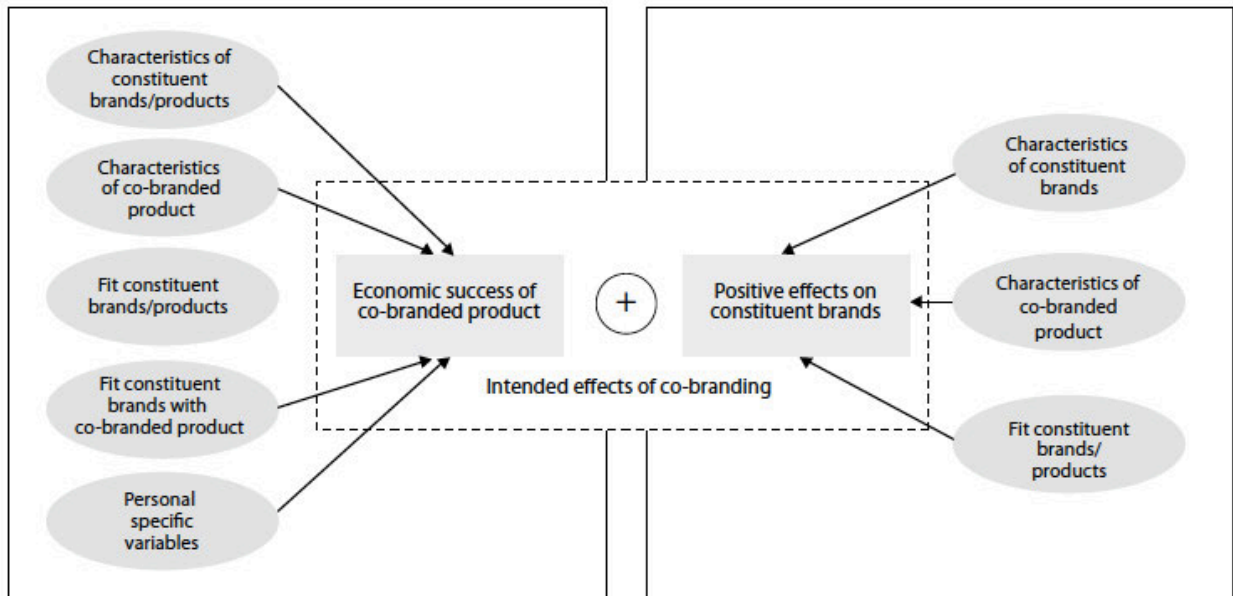 Characteristics of
constituent
brands/products
Characteristics
of co-branded
product
Fit constituent
brands/products
Fit constituent
brands with
co-branded product
Personal
specific
variables
Economic success of
co-branded product
+
Positive effects on
constituent brands
Intended effects of co-branding
Characteristics
of constituent
brands
Characteristics of
co-branded
product
Fit constituent
brands/
products